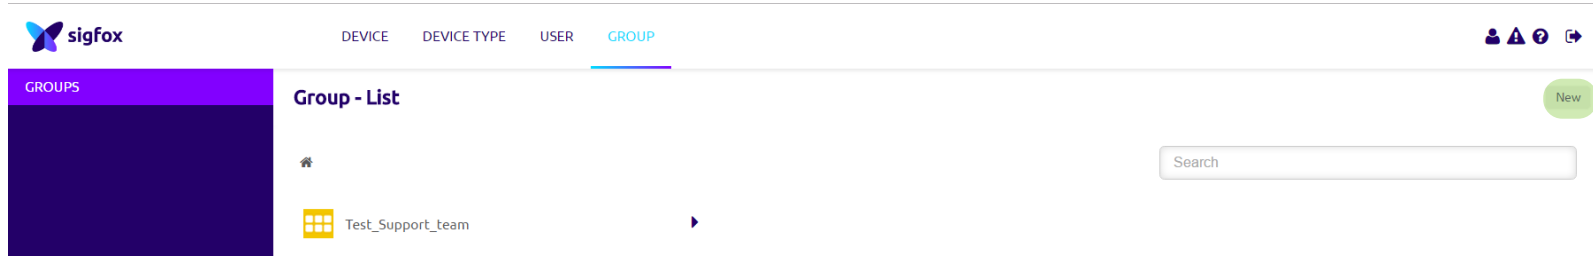 sigfox
DEVICE DEVICE TYPE USER GROUP
GROUPS
Group - List
New
Search
Test_Support_team